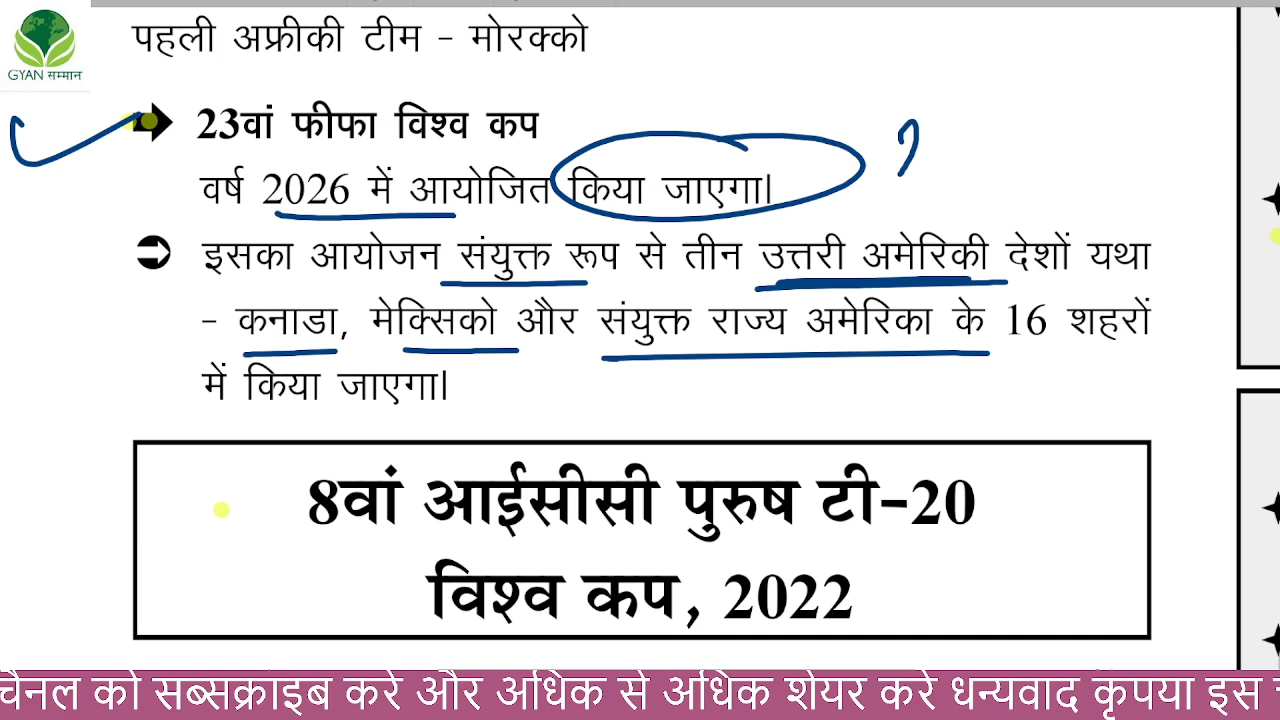 पहली अफ्रीकी टीम - मोरक्को
GYAN सम्मान
23वां फीफा विश्व कप
वर्ष 2026 में आयोजित किया जाएगा।
इसका आयोजन संयुक्त रूप से तीन उत्तरी अमेरिकी देशों यथा
- कनाडा, मेक्सिको और संयुक्त राज्य अमेरिका के 16 शहरों
में किया जाएगा।
8वां आईसीसी पुरुष टी-20
विश्व कप, 2022
चैनल को सब्सक्राइब करे और अधिक से अधिक शेयर करे धन्यवाद कृपया इस